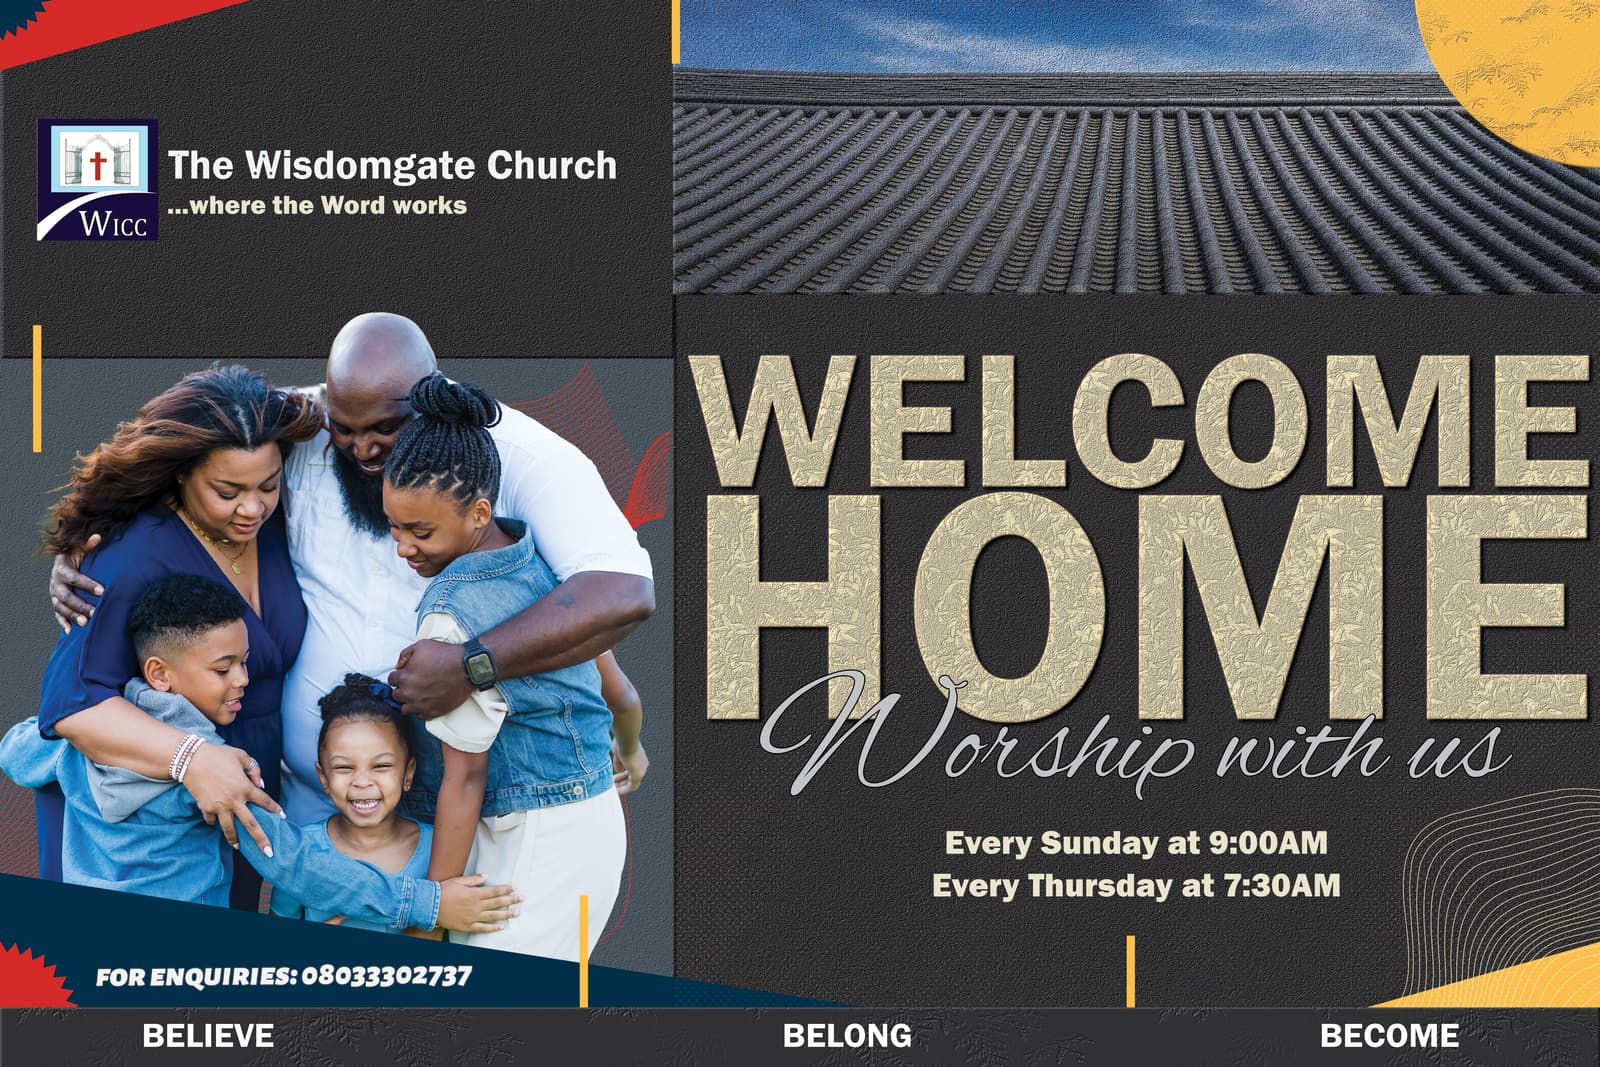 The Wisdomgate Church
...where the Word works
WICC
WELCOME
HOME
Worship with us
Every Sunday at 9:00AM
Every Thursday at 7:30AM
FOR ENQUIRIES: 08033302737
BELIEVE
BELONG
BECOME